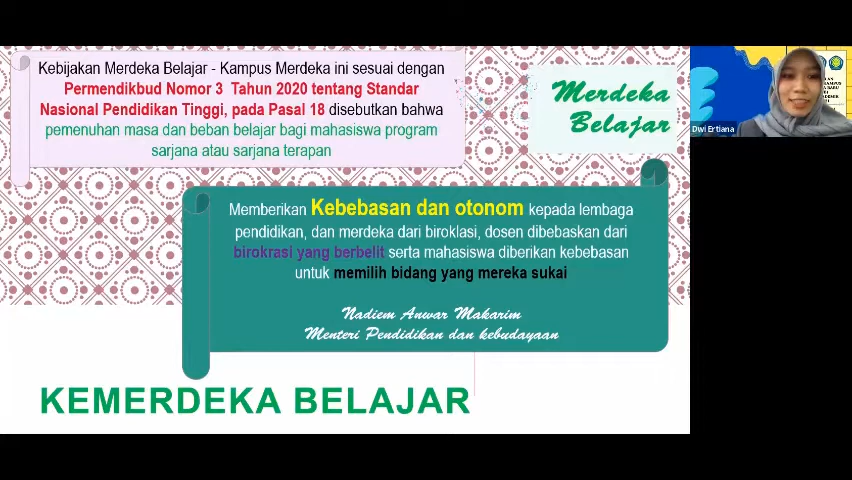 Kebijakan Merdeka Belajar - Kampus Merdeka ini sesuai dengan
Permendikbud Nomor 3 Tahun 2020 tentang Standar
Nasional Pendidikan Tinggi, pada Pasal 18 disebutkan bahwa
pemenuhan masa dan beban belajar bagi mahasiswa program
sarjana atau sarjana terapan
Merdeka
Belajar
Memberikan Kebebasan dan otonom kepada lembaga
pendidikan, dan merdeka dari biroklasi, dosen dibebaskan dari
birokrasi yang berbelit serta mahasiswa diberikan kebebasan
untuk memilih bidang yang mereka sukai
Nadiem Anwar Makarim
Menteri Pendidikan dan kebudayaan
KEMERDEKA BELAJAR
Dwi Ertiana